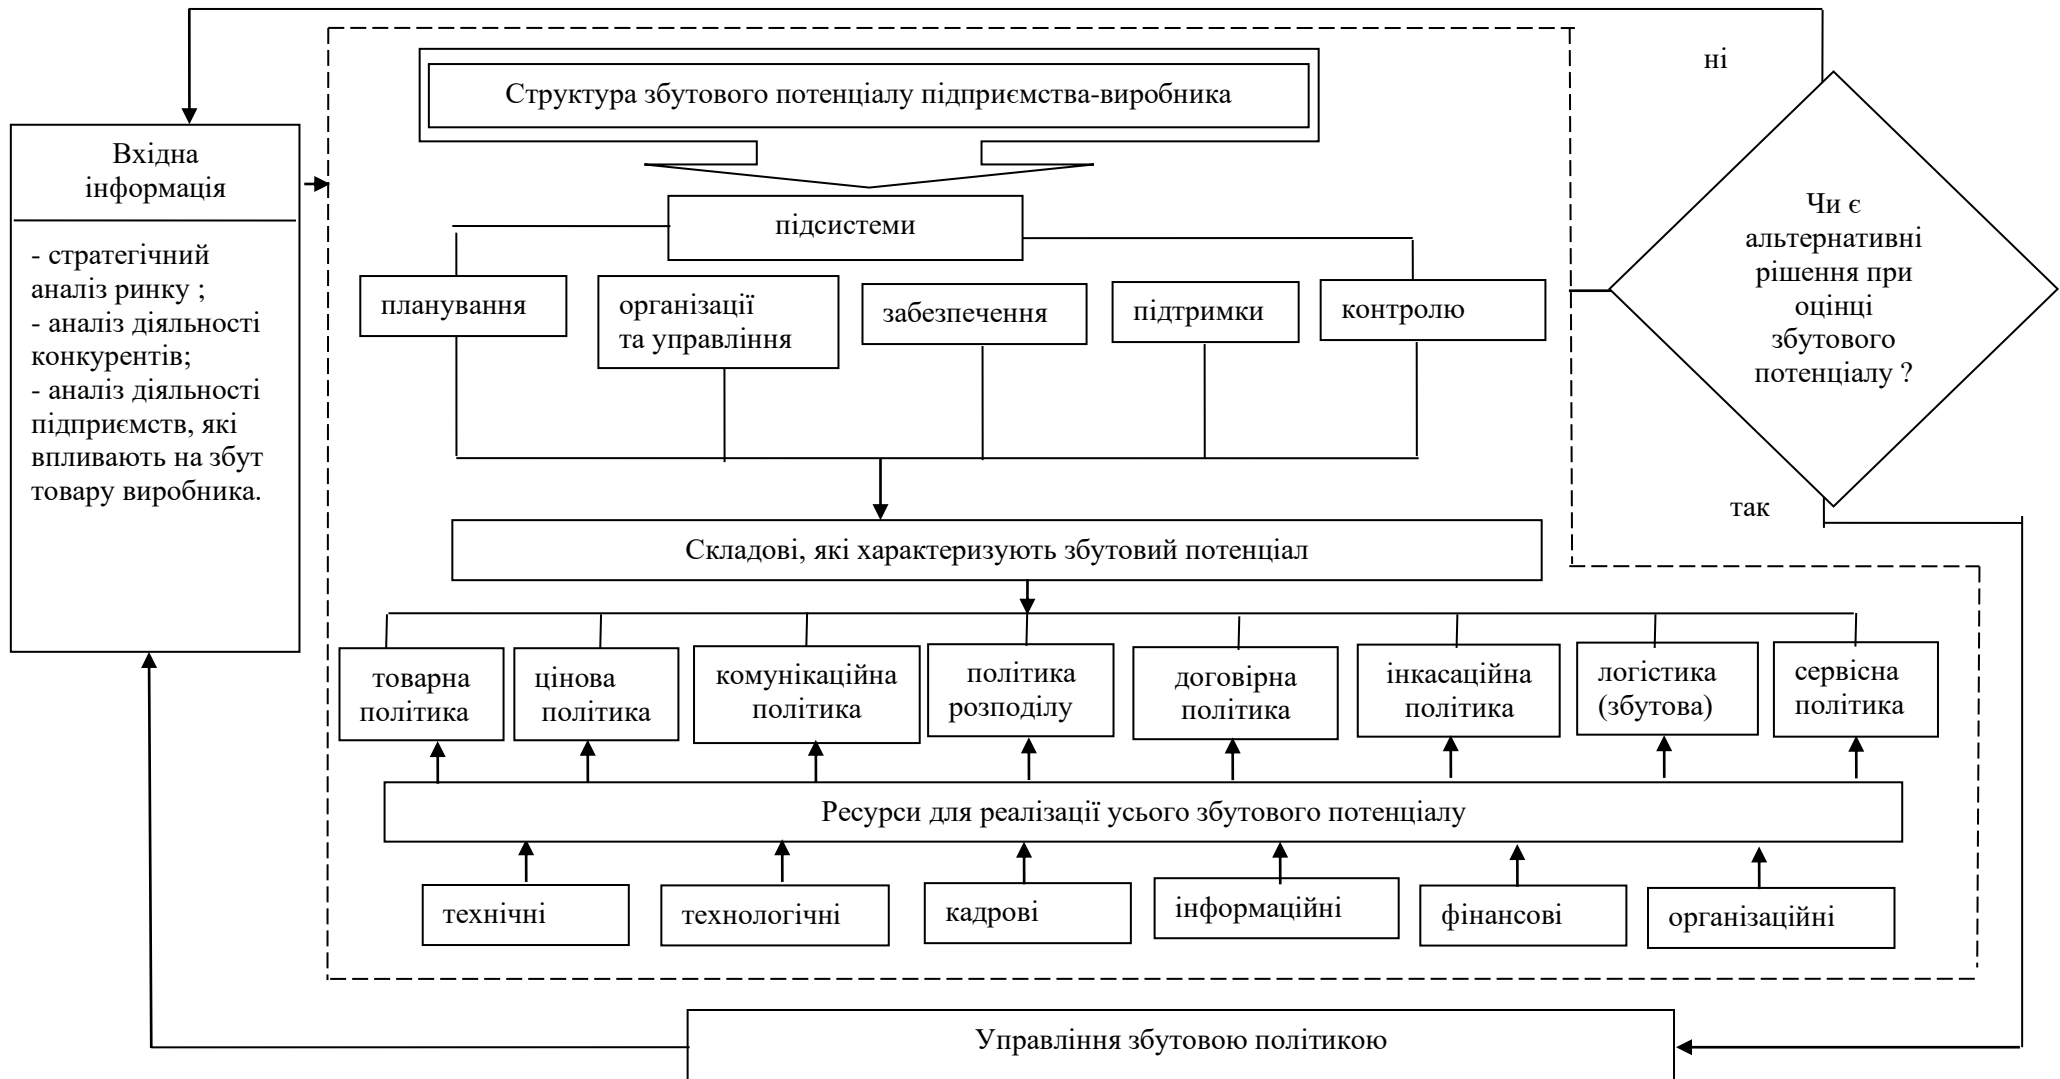 ні
Структура збутового потенціалу підприємства-виробника
Вхідна
інформація
- стратегічний
аналіз ринку ;
- аналіз діяльності
конкурентів;
- аналіз діяльності
підприємств, які
впливають на збут
товару виробника.
підсистеми
планування
організації
та управління
забезпечення
підтримки
контролю
Чи є
альтернативні
рішення при
оцінці
збутового
потенціалу ?
так
Складові, які характеризують збутовий потенціал
товарна
політика
цінова
політика
комунікаційна
політика
політика
розподілу
договірна
політика
інкасаційна
політика
логістика
(збутова)
сервісна
політика
Ресурси для реалізації усього збутового потенціалу
технічні
технологічні
кадрові
інформаційні
фінансові
організаційні
Управління збутовою політикою